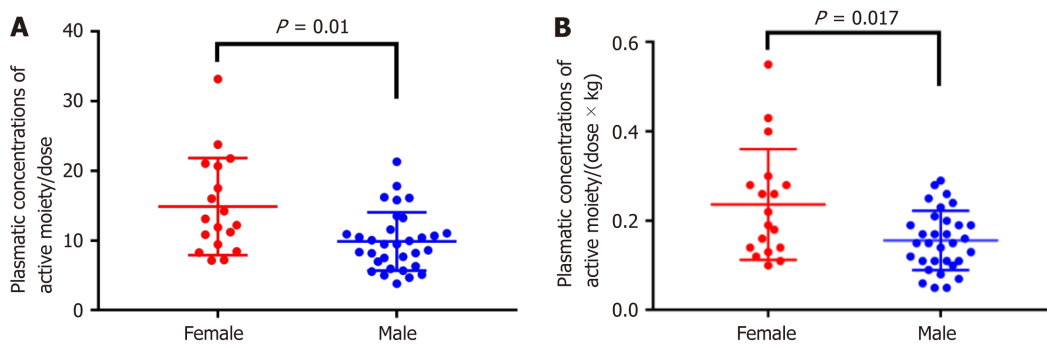 A
P = 0.01
Plasmatic concentrations of
active moiety/dose
40
30
20
10
0
Female
Male
B
P = 0.017
Plasmatic concentrations of
active moiety/(dose × kg)
0.6
0.4
0.2
0.0
Female
Male